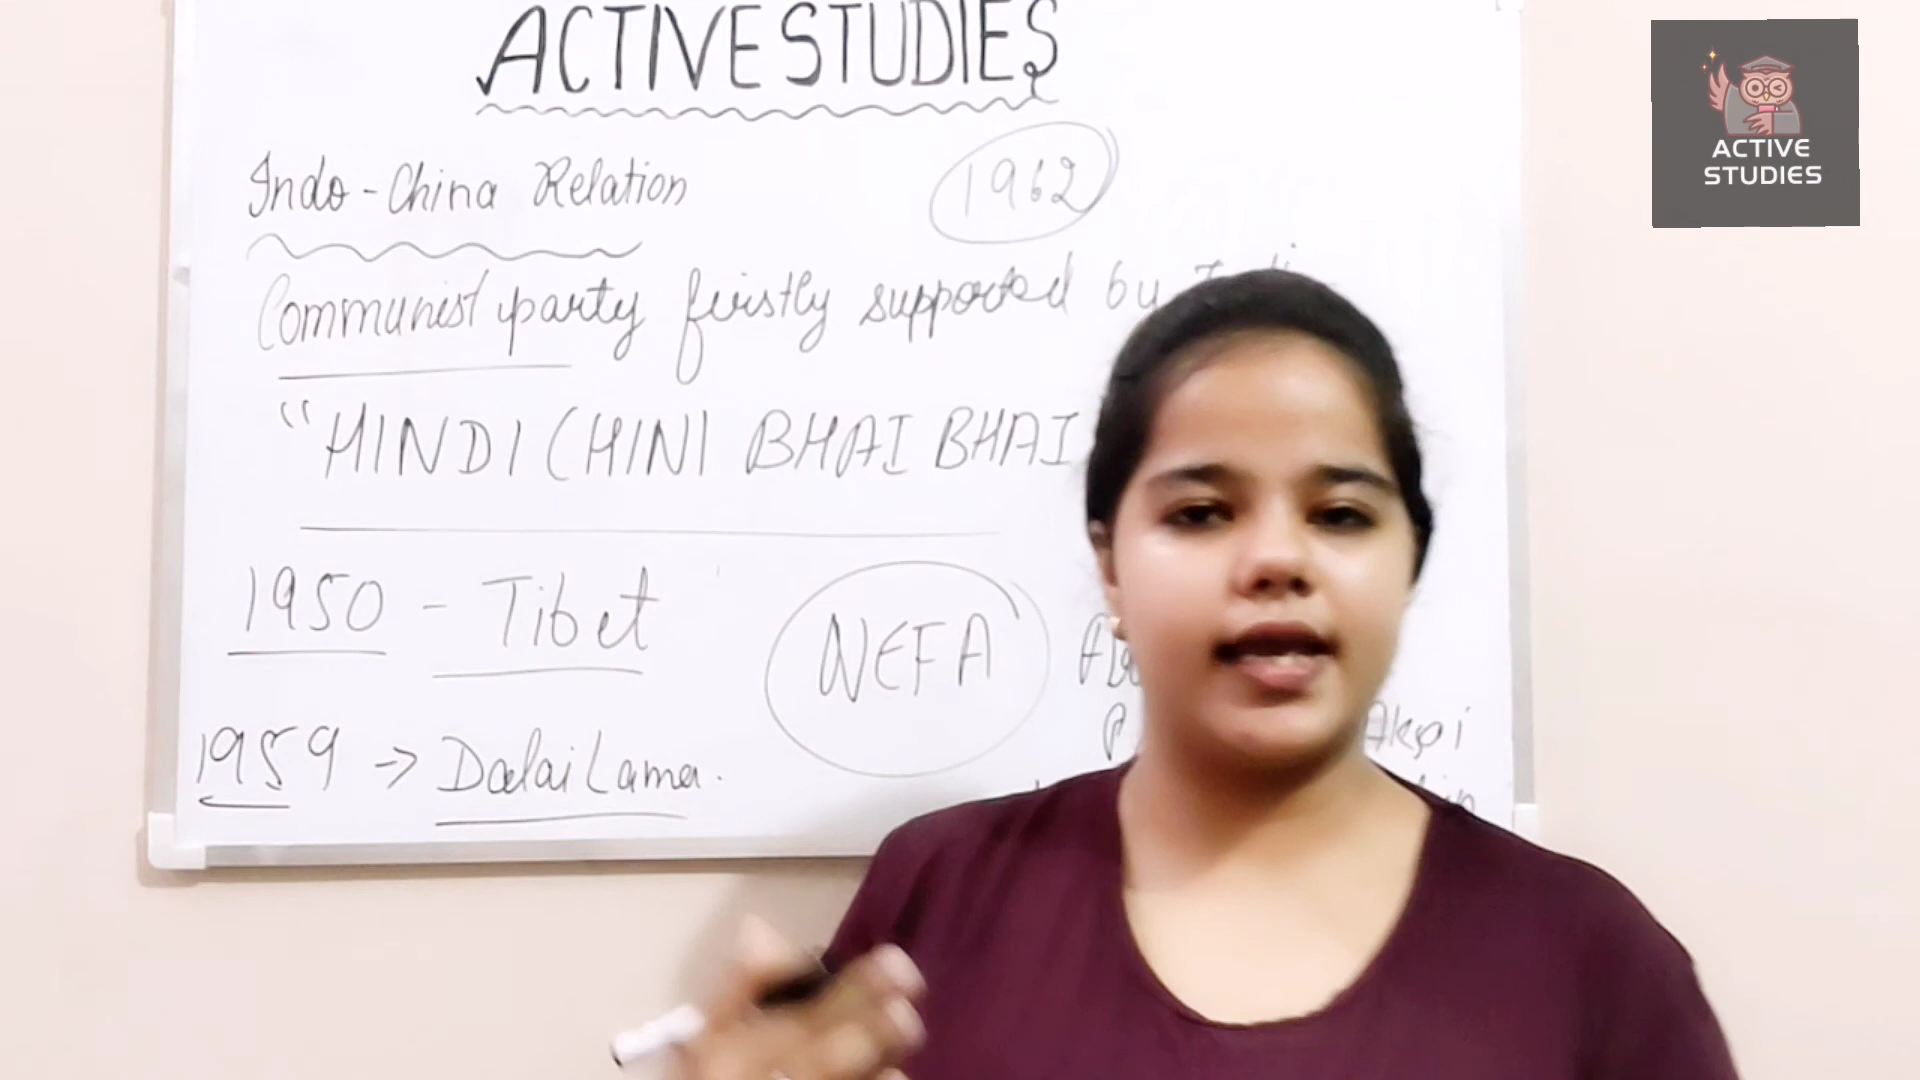 ACTIVE STUDIES
Indo-China Relation
1962
Communist party firstly supported by
"HINDI CHINI BHAI BHAI
1950 - Tibet
NEFA
1959 → Dalai Lama.
Aksai
ACTIVE
STUDIES